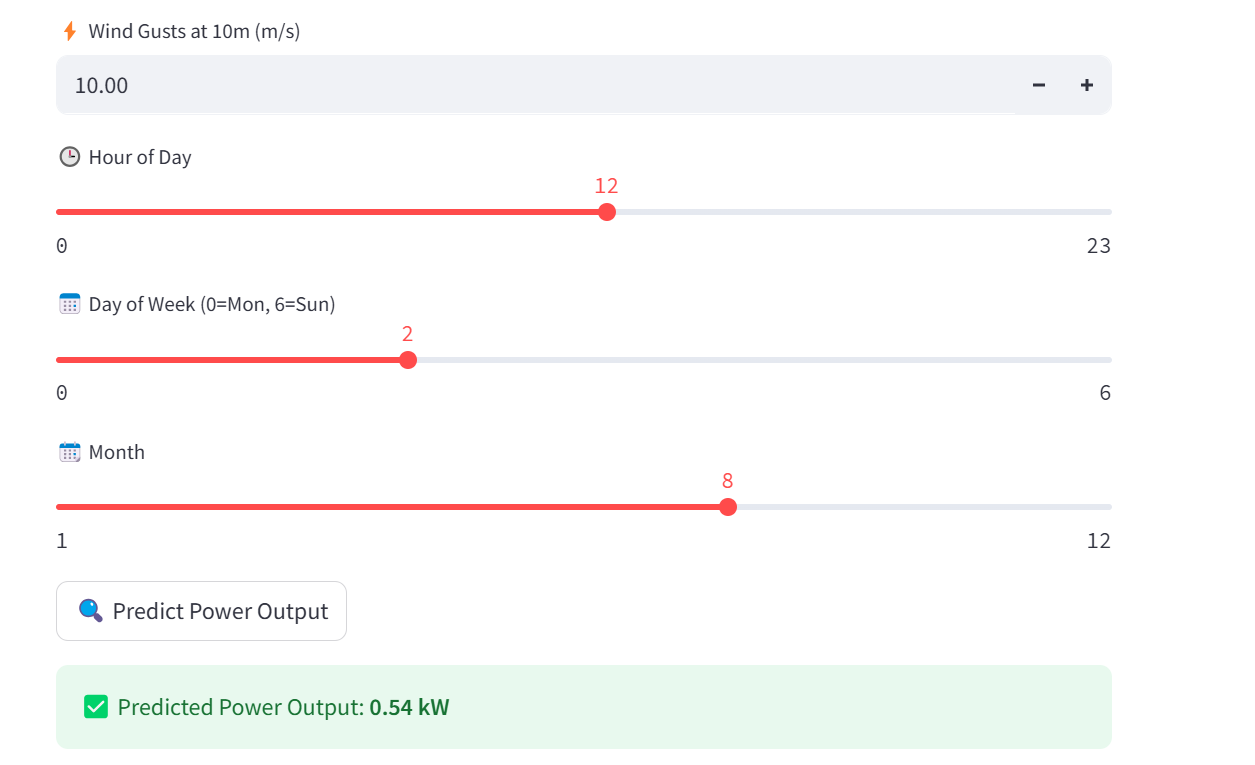 ⚡ Wind Gusts at 10m (m/s)
10.00 − +
🕒 Hour of Day
12
0 23
📅 Day of Week (0=Mon, 6=Sun)
2
0 6
🗓️ Month
8
1 12
🔍 Predict Power Output
✅ Predicted Power Output: 0.54 kW